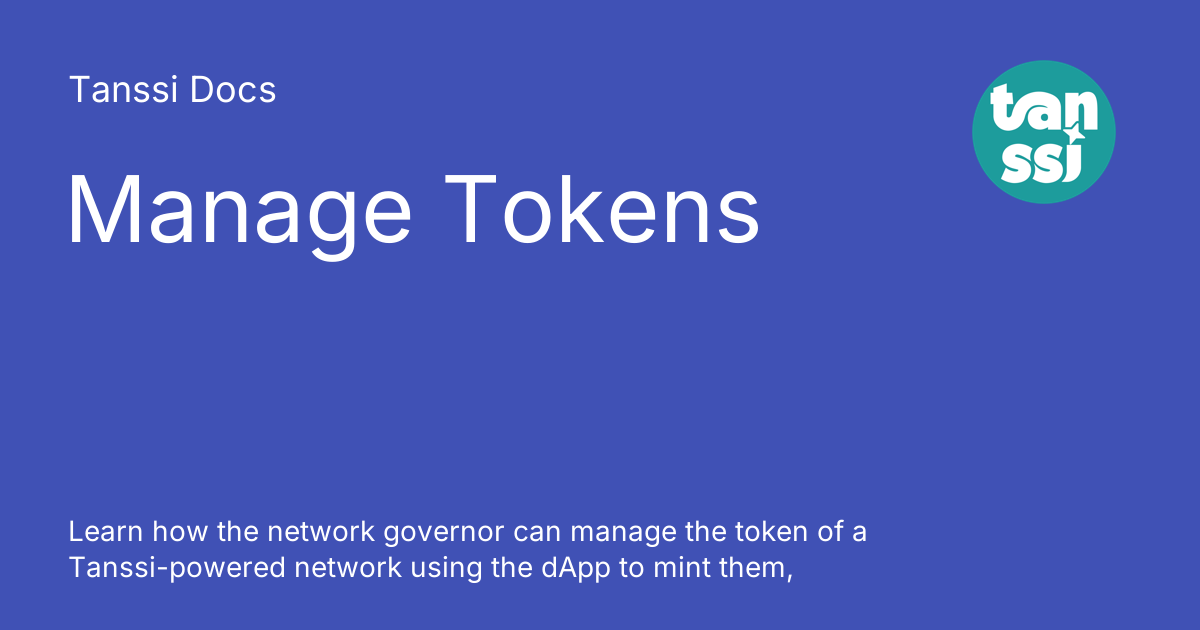 Tanssi Docs
tan
ssi
Manage Tokens
Learn how the network governor can manage the token of a
Tanssi-powered network using the dApp to mint them,